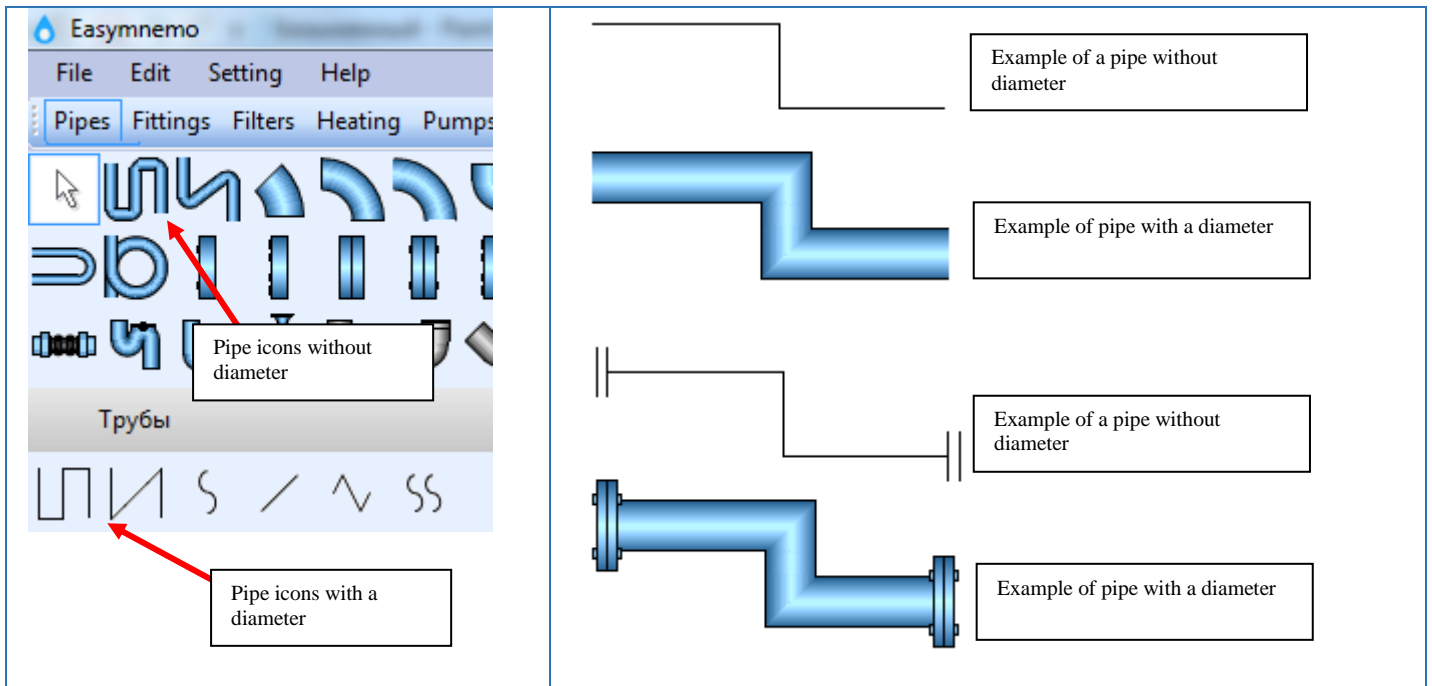 Easymnemo
File Edit Setting Help
Pipes Fittings Filters Heating Pumps
Pipe icons without
diameter
Трубы
Pipe icons with a
diameter
Example of a pipe without
diameter
Example of pipe with a diameter
Example of a pipe without
diameter
Example of pipe with a diameter